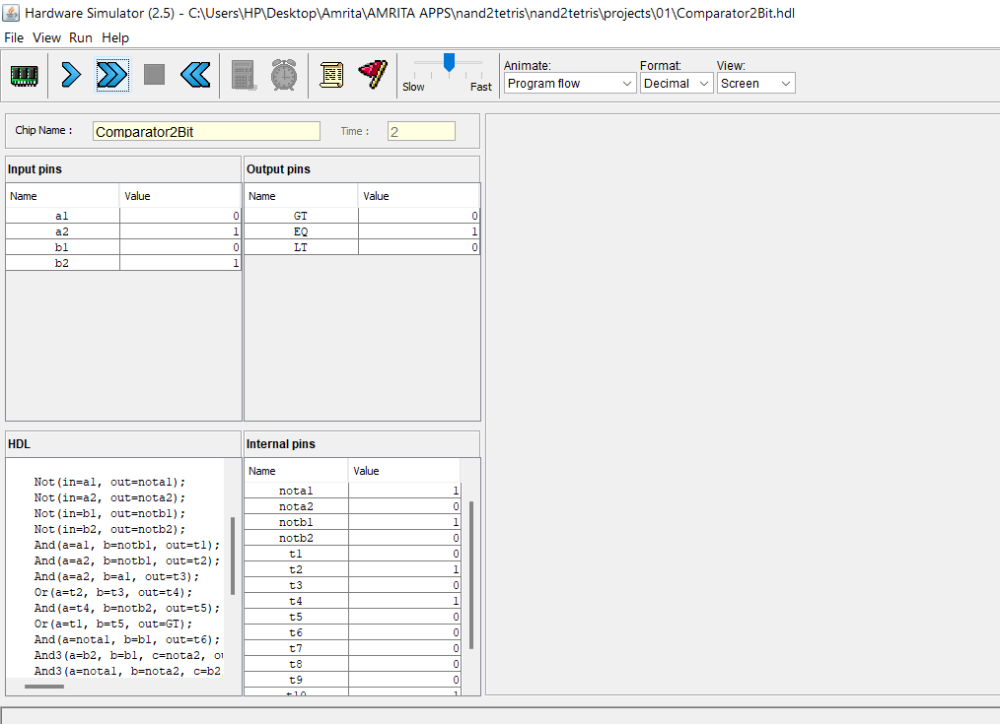 Hardware Simulator (2.5) - C:\Users\HP\Desktop\Amrita\AMRITA APPS\nand2tetris\nand2tetris\projects\01\Comparator2Bit.hdl
File View Run Help
Slow Fast
Animate: Format: View:
Program flow Decimal Screen
Chip Name : Comparator2Bit Time : 2
Input pins Output pins
Name Value Name Value
a1 0 GT 0
a2 1 EQ 1
b1 0 LT 0
b2 1
HDL Internal pins
Name Value
Not(in=a1, out=nota1); nota1 1
Not(in=a2, out=nota2); nota2 0
Not(in=b1, out=notb1); notb1 1
Not(in=b2, out=notb2); notb2 0
And(a=a1, b=notb1, out=t1); t1 0
And(a=a2, b=notb1, out=t2); t2 1
And(a=a2, b=a1, out=t3); t3 0
Or(a=t2, b=t3, out=t4); t4 1
And(a=t4, b=notb2, out=t5); t5 0
Or(a=t1, b=t5, out=GT); t6 0
And(a=nota1, b=b1, out=t6); t7 0
And3(a=b2, b=b1, c=nota2, t8 0
And3(a=nota1, b=nota2, c=b2 t9 0
t10 1